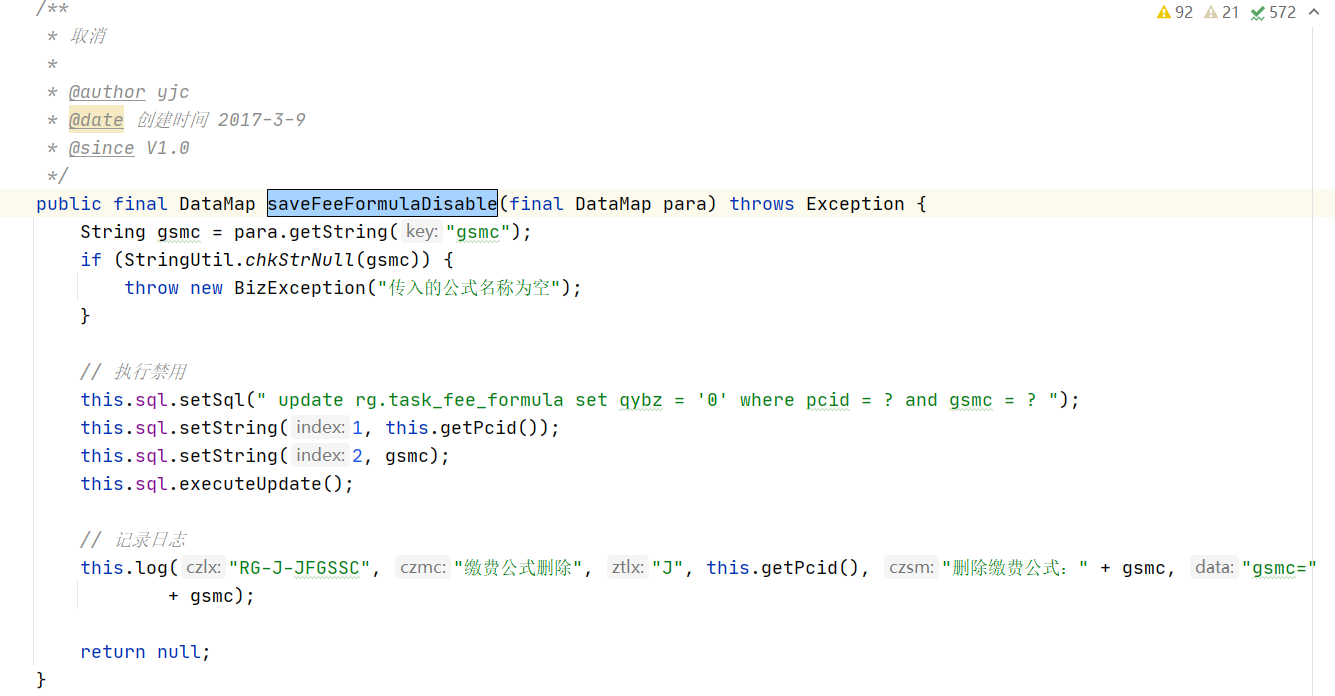 /**
92 21 572
* 取消
*
* @author yjc
* @date 创建时间 2017-3-9
* @since V1.0
*/
public final DataMap saveFeeFormulaDisable(final DataMap para) throws Exception {
String gsmc = para.getString( key: "gsmc");
if (StringUtil.chkStrNull(gsmc)) {
throw new BizException("传入的公式名称为空");
}
// 执行禁用
this.sql.setSql(" update rg.task_fee_formula set qybz = '0' where pcid = ? and gsmc = ? ");
this.sql.setString( index: 1, this.getPcid());
this.sql.setString( index: 2, gsmc);
this.sql.executeUpdate();
// 记录日志
this.log( czlx: "RG-J-JFGSSC", czmc: "缴费公式删除", ztlx: "J", this.getPcid(), czsm: "删除缴费公式：" + gsmc, data: "gsmc="
+ gsmc);
return null;
}